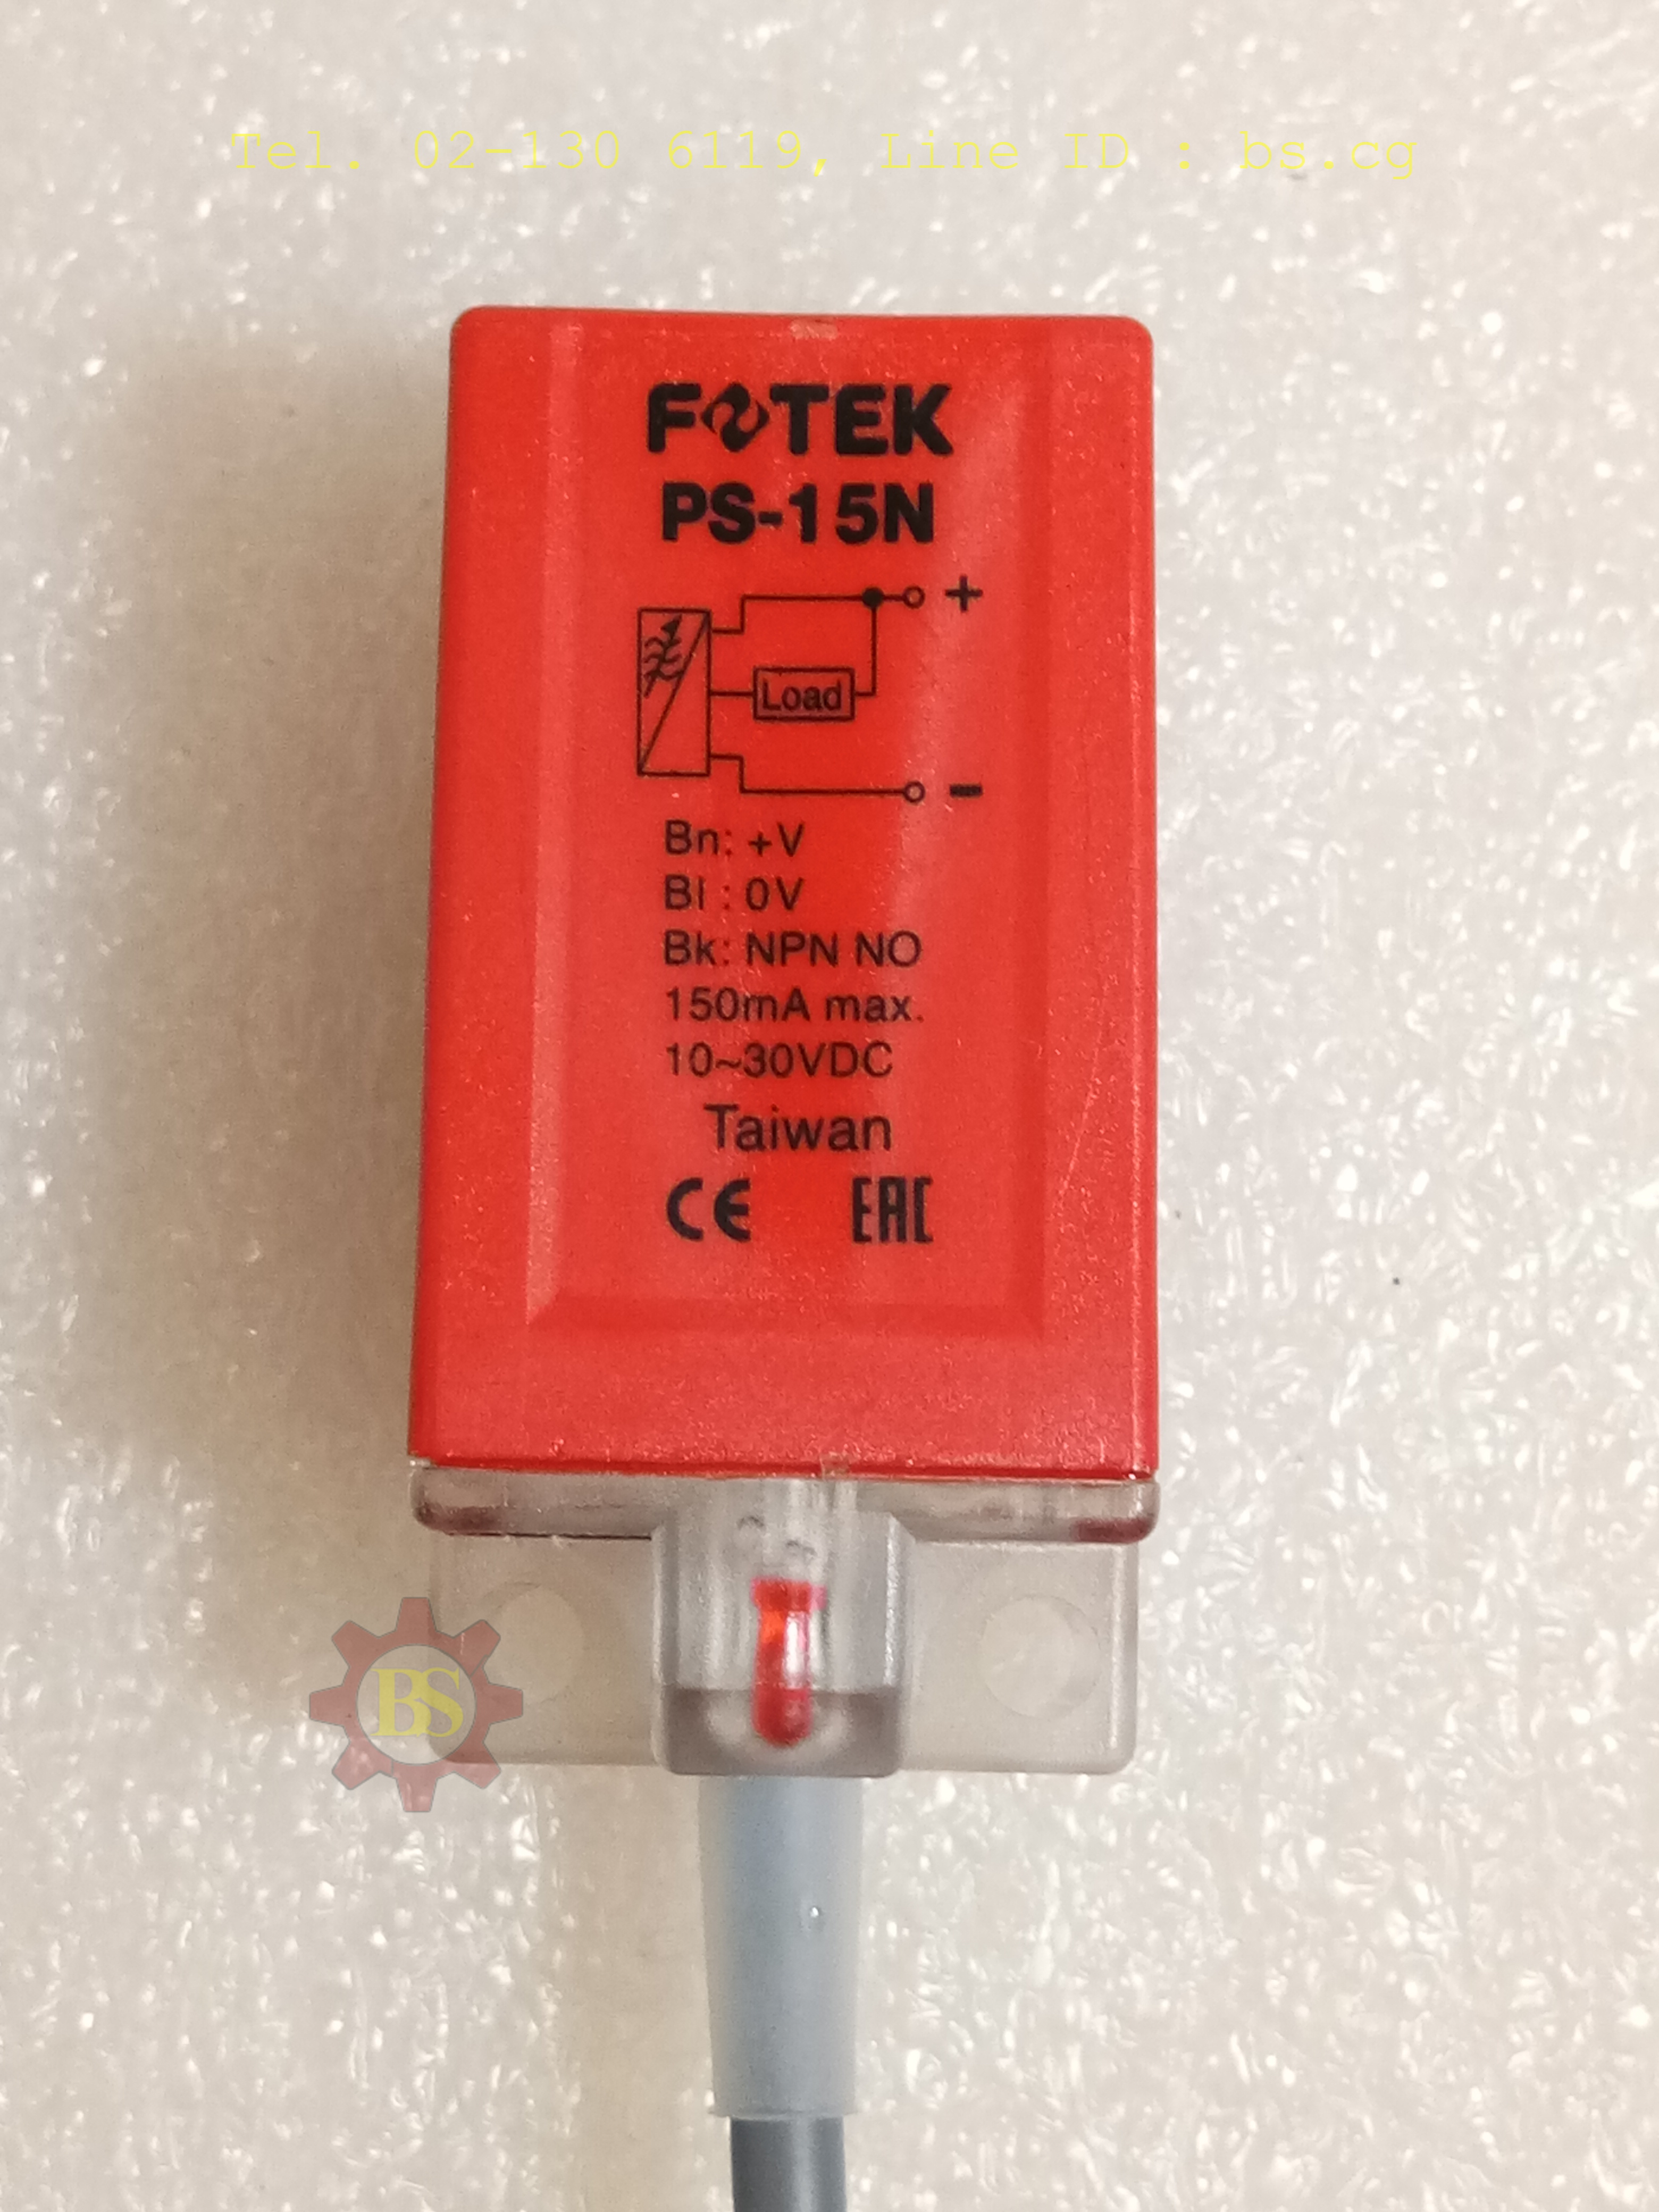 Tel. 02-130 6119, Line ID : bs.cg
FOTEK
PS-15N
+
Load
-
Bn: +V
Bl : 0V
Bk: NPN NO
150mA max.
10~30VDC
Taiwan
CE EAC
BS